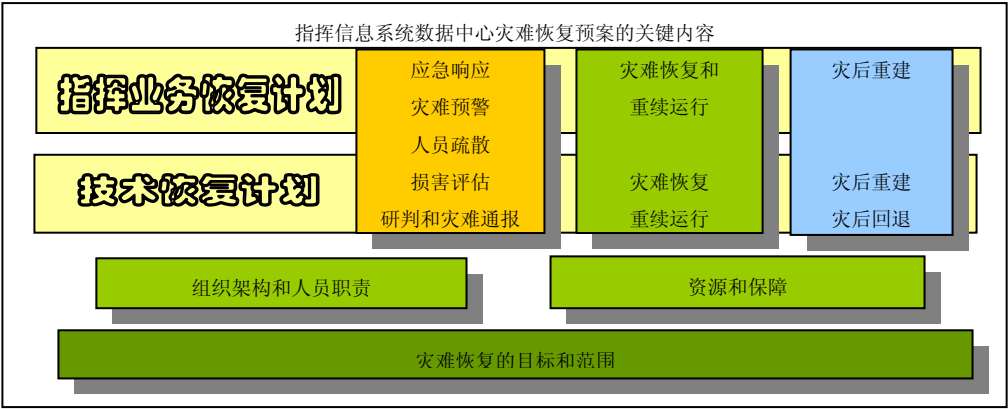 指挥信息系统数据中心灾难恢复预案的关键内容
指挥业务恢复计划
应急响应
灾难预警
人员疏散
损害评估
研判和灾难通报
灾难恢复和
重续运行
灾难恢复
重续运行
灾后重建
灾后重建
灾后回退
技术恢复计划
组织架构和人员职责
资源和保障
灾难恢复的目标和范围